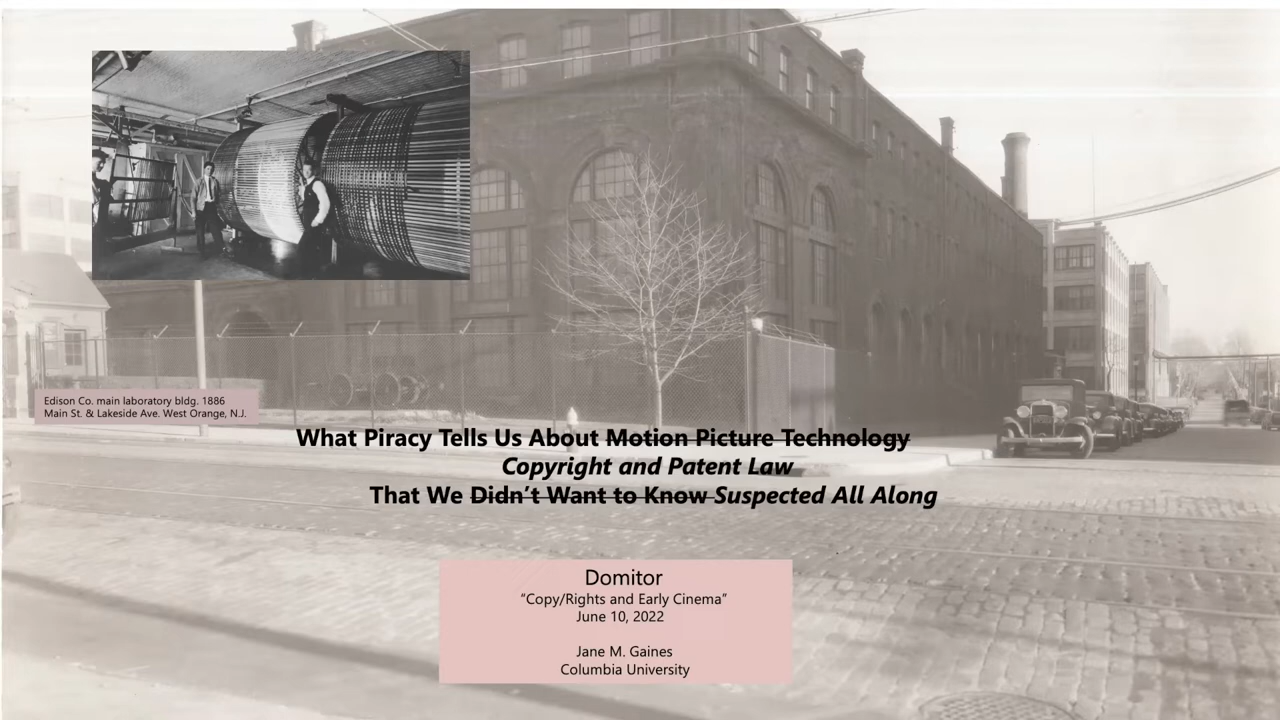 Edison Co. main laboratory bldg. 1886
Main St. & Lakeside Ave. West Orange, N.J.
What Piracy Tells Us About Motion Picture Technology
Copyright and Patent Law
That We Didn’t Want to Know Suspected All Along
Domitor
“Copy/Rights and Early Cinema”
June 10, 2022
Jane M. Gaines
Columbia University